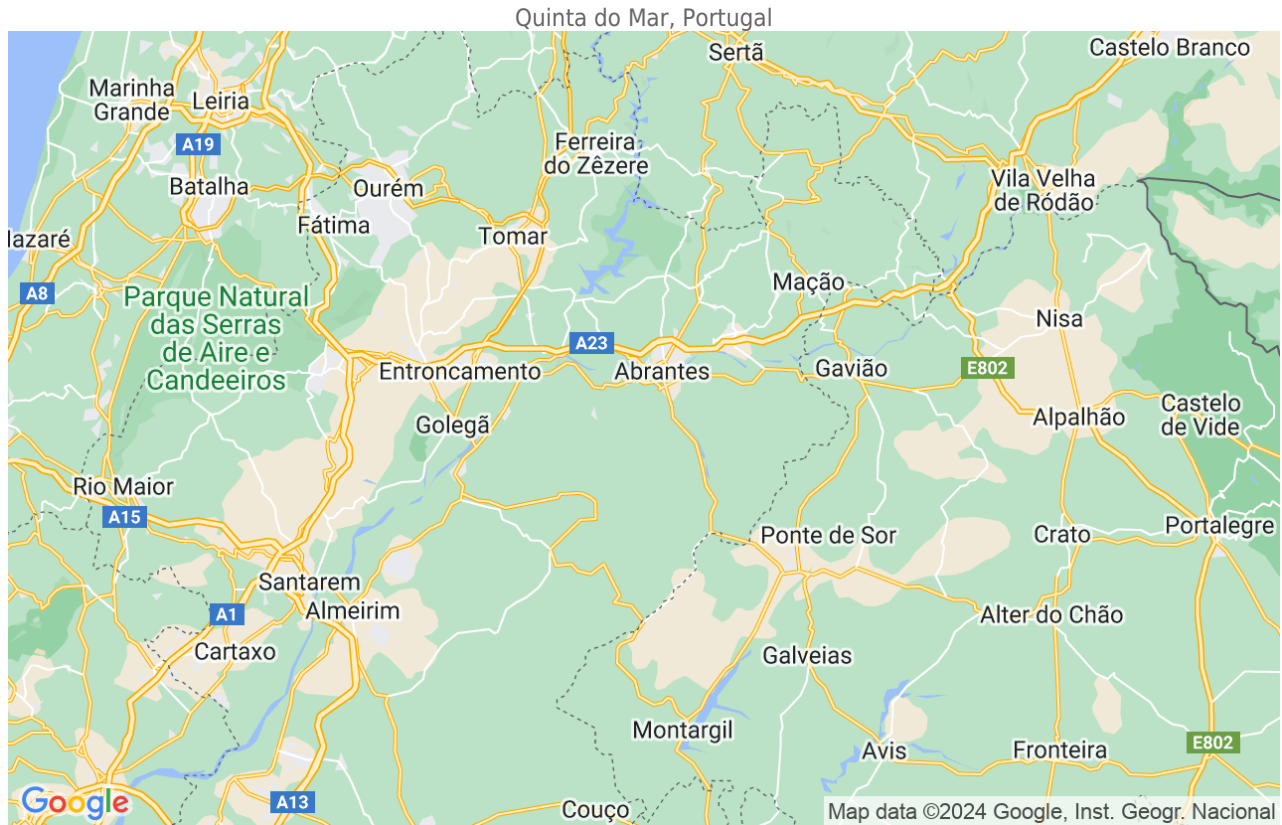 Quinta do Mar, Portugal
Sertã
Castelo Branco
Marinha
Grande
Leiria
A19
Ferreira
do Zêzere
Batalha
Ourém
Vila Velha
de Ródão
Fátima
Tomar
lazaré
A8
Mação
Parque Natural
das Serras
de Aire e
Candeeiros
Nisa
A23
Entroncamento
Abrantes
Gavião
E802
Golegã
Alpalhão
Castelo
de Vide
Rio Maior
A15
Ponte de Sor
Crato
Portalegre
Santarem
Almeirim
A1
Alter do Chão
Cartaxo
Galveias
Montargil
Avis
Fronteira
E802
Google
A13
Couço
Map data ©2024 Google, Inst. Geogr. Nacional